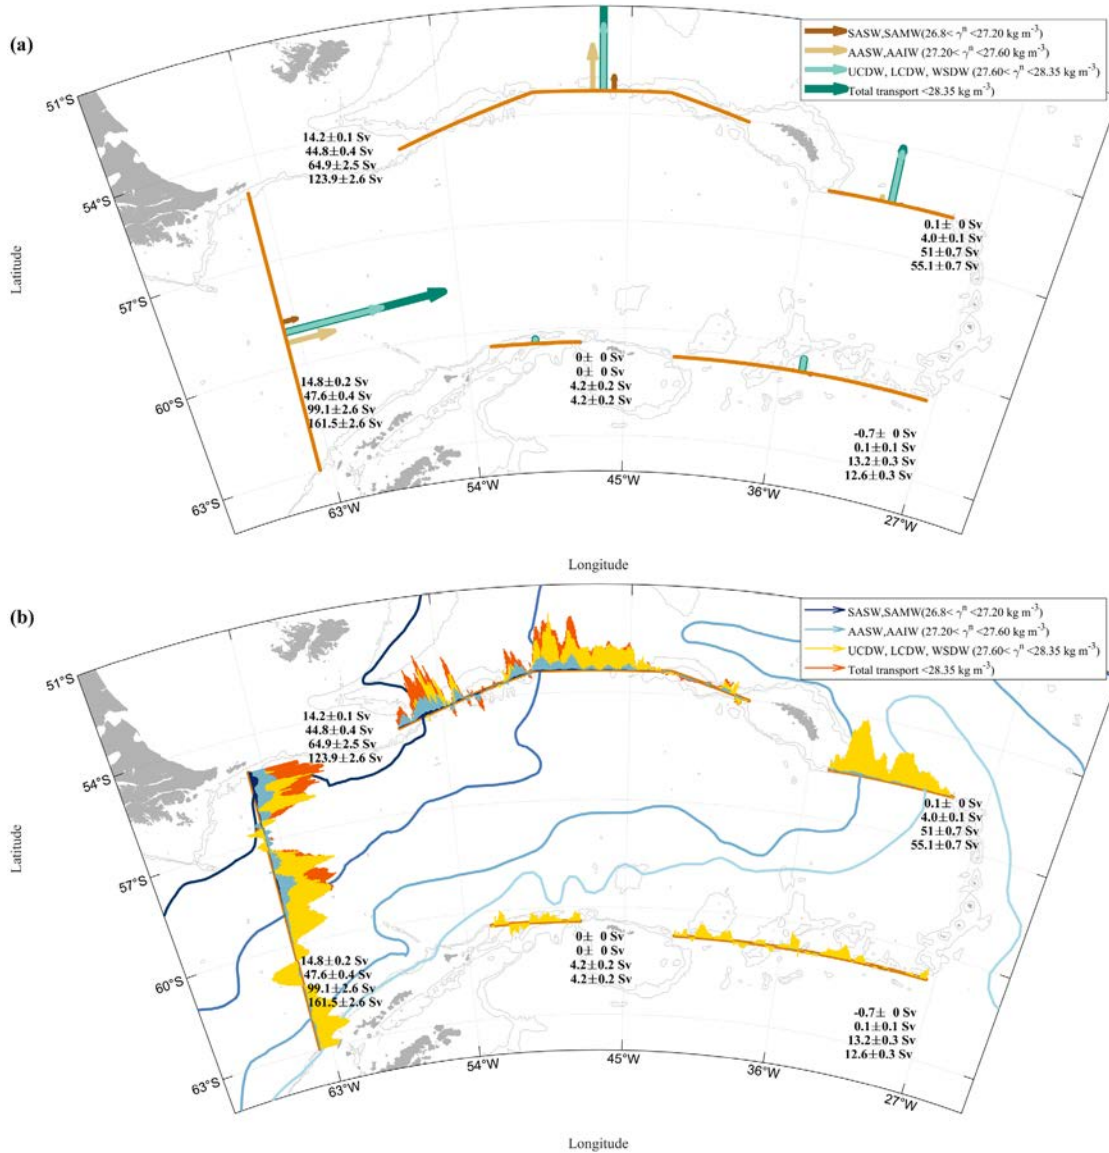 (a)
SASW,SAMW(26.8< γⁿ <27.20 kg m⁻³)
AASW, AAIW (27.20< γⁿ <27.60 kg m⁻³)
UCDW, LCDW, WSDW (27.60< γⁿ <28.35 kg m⁻³)
Total transport <28.35 kg m⁻³)
51°S
14.2±0.1 Sv
44.8±0.4 Sv
64.9±2.5 Sv
123.9±2.6 Sv
54°S
0.1± 0 Sv
4.0±0.1 Sv
51±0.7 Sv
55.1±0.7 Sv
Latitude
57°S
0± 0 Sv
0± 0 Sv
4.2±0.2 Sv
4.2±0.2 Sv
14.8±0.2 Sv
47.6±0.4 Sv
99.1±2.6 Sv
161.5±2.6 Sv
60°S
-0.7± 0 Sv
0.1±0.1 Sv
13.2±0.3 Sv
12.6±0.3 Sv
63°S
63°W
54°W
45°W
36°W
27°W
Longitude
(b)
SASW,SAMW(26.8< γⁿ <27.20 kg m⁻³)
AASW,AAIW (27.20< γⁿ <27.60 kg m⁻³)
UCDW, LCDW, WSDW (27.60< γⁿ <28.35 kg m⁻³)
Total transport <28.35 kg m⁻³)
51°S
14.2±0.1 Sv
44.8±0.4 Sv
64.9±2.5 Sv
123.9±2.6 Sv
54°S
0.1± 0 Sv
4.0±0.1 Sv
51±0.7 Sv
55.1±0.7 Sv
Latitude
57°S
0± 0 Sv
0± 0 Sv
4.2±0.2 Sv
4.2±0.2 Sv
14.8±0.2 Sv
47.6±0.4 Sv
99.1±2.6 Sv
161.5±2.6 Sv
60°S
-0.7± 0 Sv
0.1±0.1 Sv
13.2±0.3 Sv
12.6±0.3 Sv
63°S
63°W
54°W
45°W
36°W
27°W
Longitude